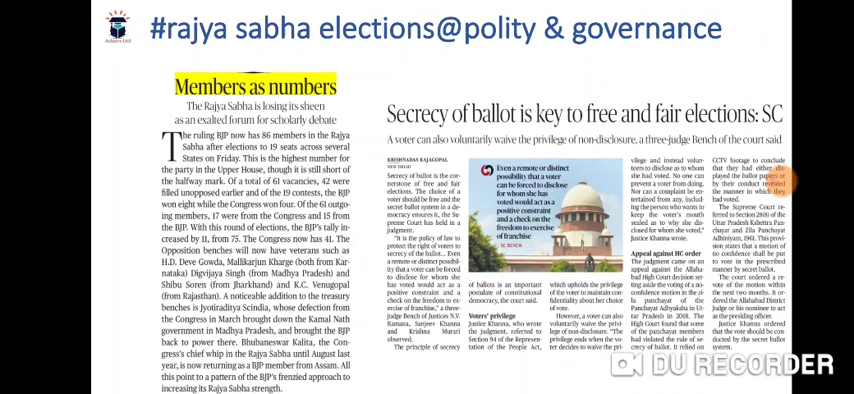 #rajya sabha elections@polity & governance
Members as numbers
The Rajya Sabha is losing its sheen
as an exalted forum for scholarly debate
The ruling BJP now has 86 members in the Rajya
Sabha after elections to 19 seats across several
States on Friday. This is the highest number for
the party in the Upper House, though it is still short of
the halfway mark. Of a total of 61 vacancies, 42 were
filled unopposed earlier and of the 19 contests, the BJP
won eight while the Congress won four. Of the 61 outgo-
ing members, 17 were from the Congress and 15 from
the BJP. With this round of elections, the BJP's tally in-
creased by 11, from 75. The Congress now has 41. The
Opposition benches will now have veterans such as
H.D. Deve Gowda, Mallikarjun Kharge (both from Kar-
nataka) Digvijaya Singh (from Madhya Pradesh) and
Shibu Soren (from Jharkhand) and K.C. Venugopal
(from Rajasthan). A noticeable addition to the treasury
benches is Jyotiraditya Scindia, whose defection from
the Congress in March brought down the Kamal Nath
government in Madhya Pradesh, and brought the BJP
back to power there. Bhubaneswar Kalita, the Con-
gress's chief whip in the Rajya Sabha until August last
year, is now returning as a BJP member from Assam. All
this point to a pattern of the BJP's frenzied approach to
increasing its Rajya Sabha strength.
Secrecy of ballot is key to free and fair elections: SC
A voter can also voluntarily waive the privilege of non-disclosure, a three-judge Bench of the court said
KRISHNADAS RAJAGOPAL
NEW DELHI
Secrecy of ballot is the cor-
nerstone of free and fair
elections. The choice of a
voter should be free and the
secret ballot system in a de-
mocracy ensures it, the Su-
preme Court has held in a
judgment.
"It is the policy of law to
protect the right of voters to
secrecy of the ballot... Even
a remote or distinct possibi-
lity that a voter can be forced
to disclose for whom she
has voted would act as a
positive constraint and a
check on the freedom to ex-
ercise of franchise," a three-
judge Bench of Justices N.V.
Ramana, Sanjeev Khanna
and Krishna Murari
observed.
The principle of secrecy
Even a remote or distinct
possibility that a voter
can be forced to disclose
for whom she has voted
would act as a positive
constraint and a check
on the freedom to exercise
of franchise
SC BENCH
of ballots is an important
postulate of constitutional
democracy, the court said.
Voters' privilege
Justice Khanna, who wrote
the judgment, referred to
Section 94 of the Represen-
tation of the People Act,
which upholds the privilege
of the voter to maintain con-
fidentiality about her choice
of vote.
However, a voter can also
voluntarily waive the privi-
lege of non-disclosure. "The
privilege ends when the vo-
ter decides to waive the pri-
vilege and instead volun-
teers to disclose as to whom
she had voted. No one can
prevent a voter from doing
so. Nor can a complaint be en-
tertained from any, includ-
ing the person who wants to
keep the voter's mouth
sealed as to why she dis-
closed for whom she voted,"
Justice Khanna wrote.
Appeal against HC order
The judgment came on an
appeal against the Allaha-
bad High Court decision set-
ting aside the voting of a no-
confidence motion in the zi-
la panchayat of the
Panchayat Adhyaksha in Ut-
tar Pradesh in 2018. The
High Court found that some
of the panchayat members
had violated the rule of se-
crecy of ballot. It relied on
CCTV footage to conclude
that they had either dis-
played the ballot papers or
by their conduct revealed
the manner in which they
had voted.
The Supreme Court re-
ferred to Section 28(8) of the
Uttar Pradesh Kshetra Pan-
chayat and Zila Panchayat
Adhiniyam, 1961. This pro-
vision states that a motion of
no confidence shall be put
to vote in the prescribed
manner by secret ballot.
The court ordered a re-
vote of the motion within
the next two months. It or-
dered the Allahabad District
Judge or his nominee to act
as the presiding officer.
Justice Khanna ordered
that the vote should be con-
ducted by the secret ballot
system.
DU RECORDER